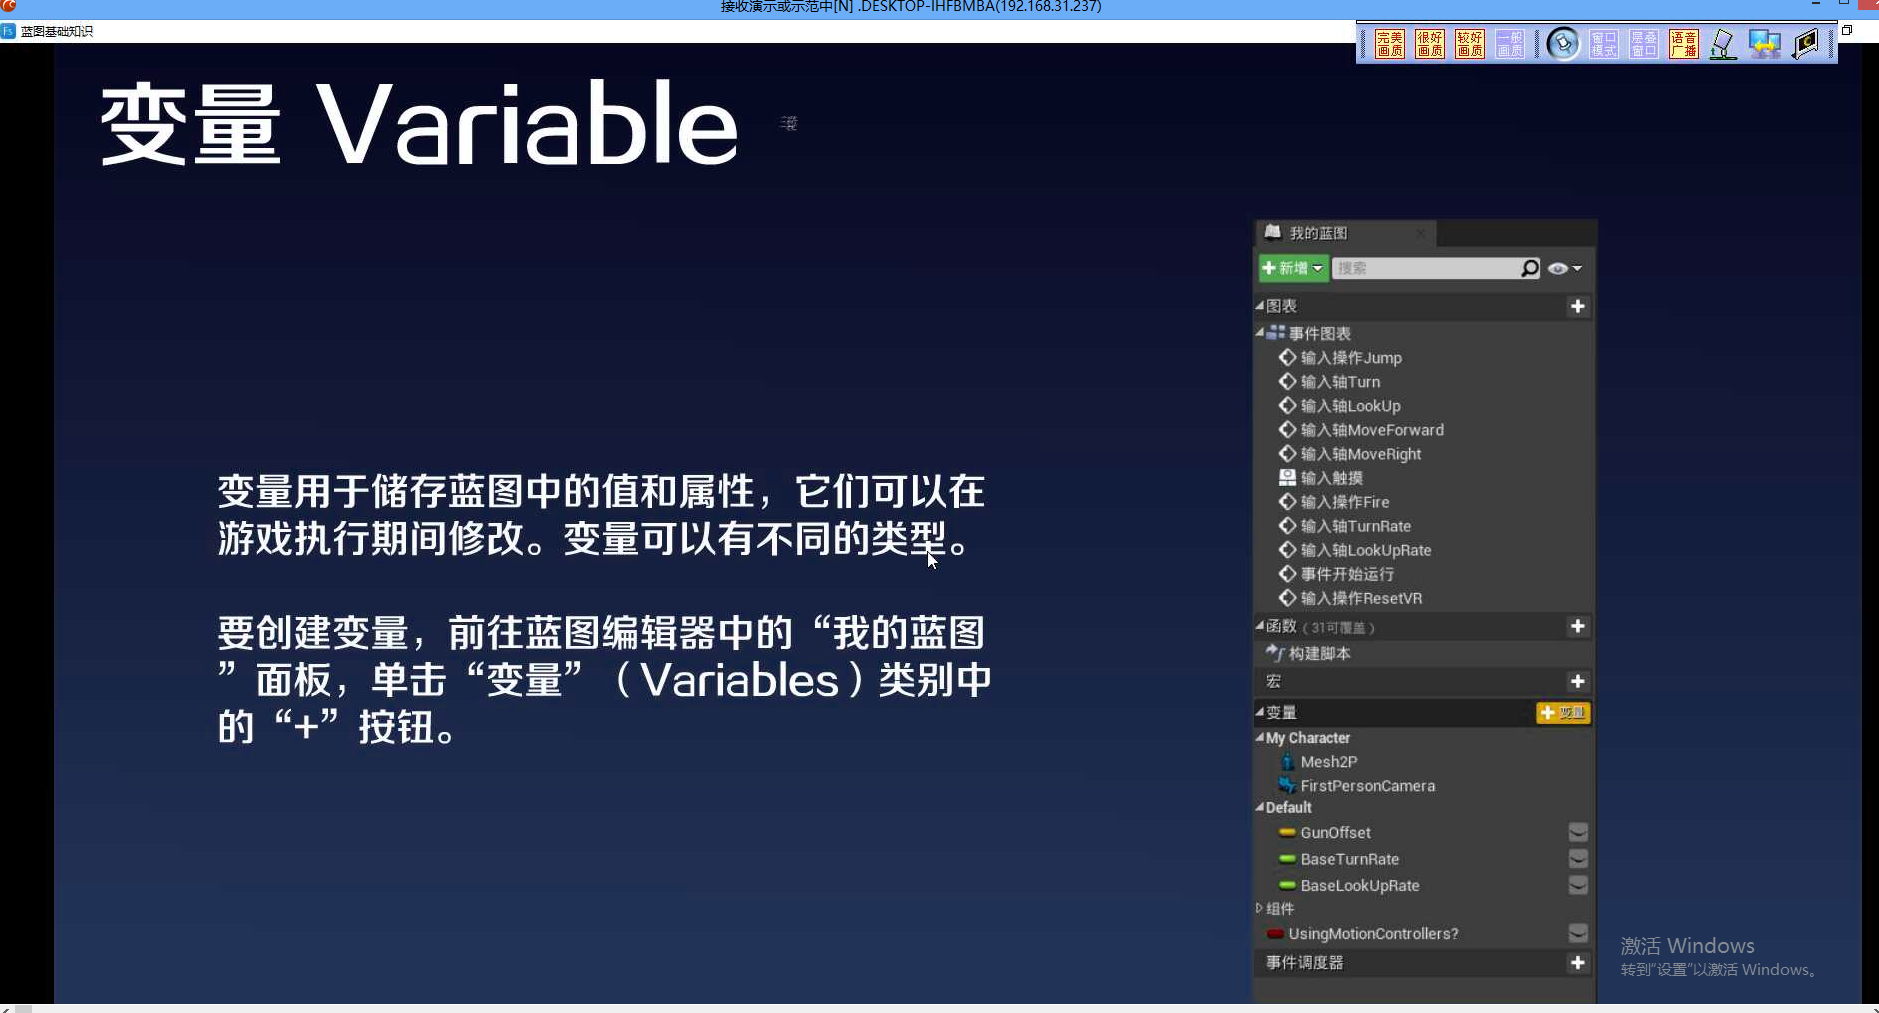 接收演示或示范中[N] .DESKTOP-IHFBMBA(192.168.31.237)
Fs 蓝图基础知识
完美画质 很好画质 较好画质 一般画质 窗口模式 层叠窗口 语音广播
变量 Variable
变量用于储存蓝图中的值和属性，它们可以在
游戏执行期间修改。变量可以有不同的类型。
要创建变量，前往蓝图编辑器中的“我的蓝图
”面板，单击“变量”（Variables）类别中
的“+”按钮。
我的蓝图
新增 搜索
图表
事件图表
输入操作Jump
输入轴Turn
输入轴LookUp
输入轴MoveForward
输入轴MoveRight
输入触摸
输入操作Fire
输入轴TurnRate
输入轴LookUpRate
事件开始运行
输入操作ResetVR
函数（31可覆盖）
构建脚本
宏
变量 变量
My Character
Mesh2P
FirstPersonCamera
Default
GunOffset
BaseTurnRate
BaseLookUpRate
组件
UsingMotionControllers?
事件调度器
激活 Windows
转到“设置”以激活 Windows。